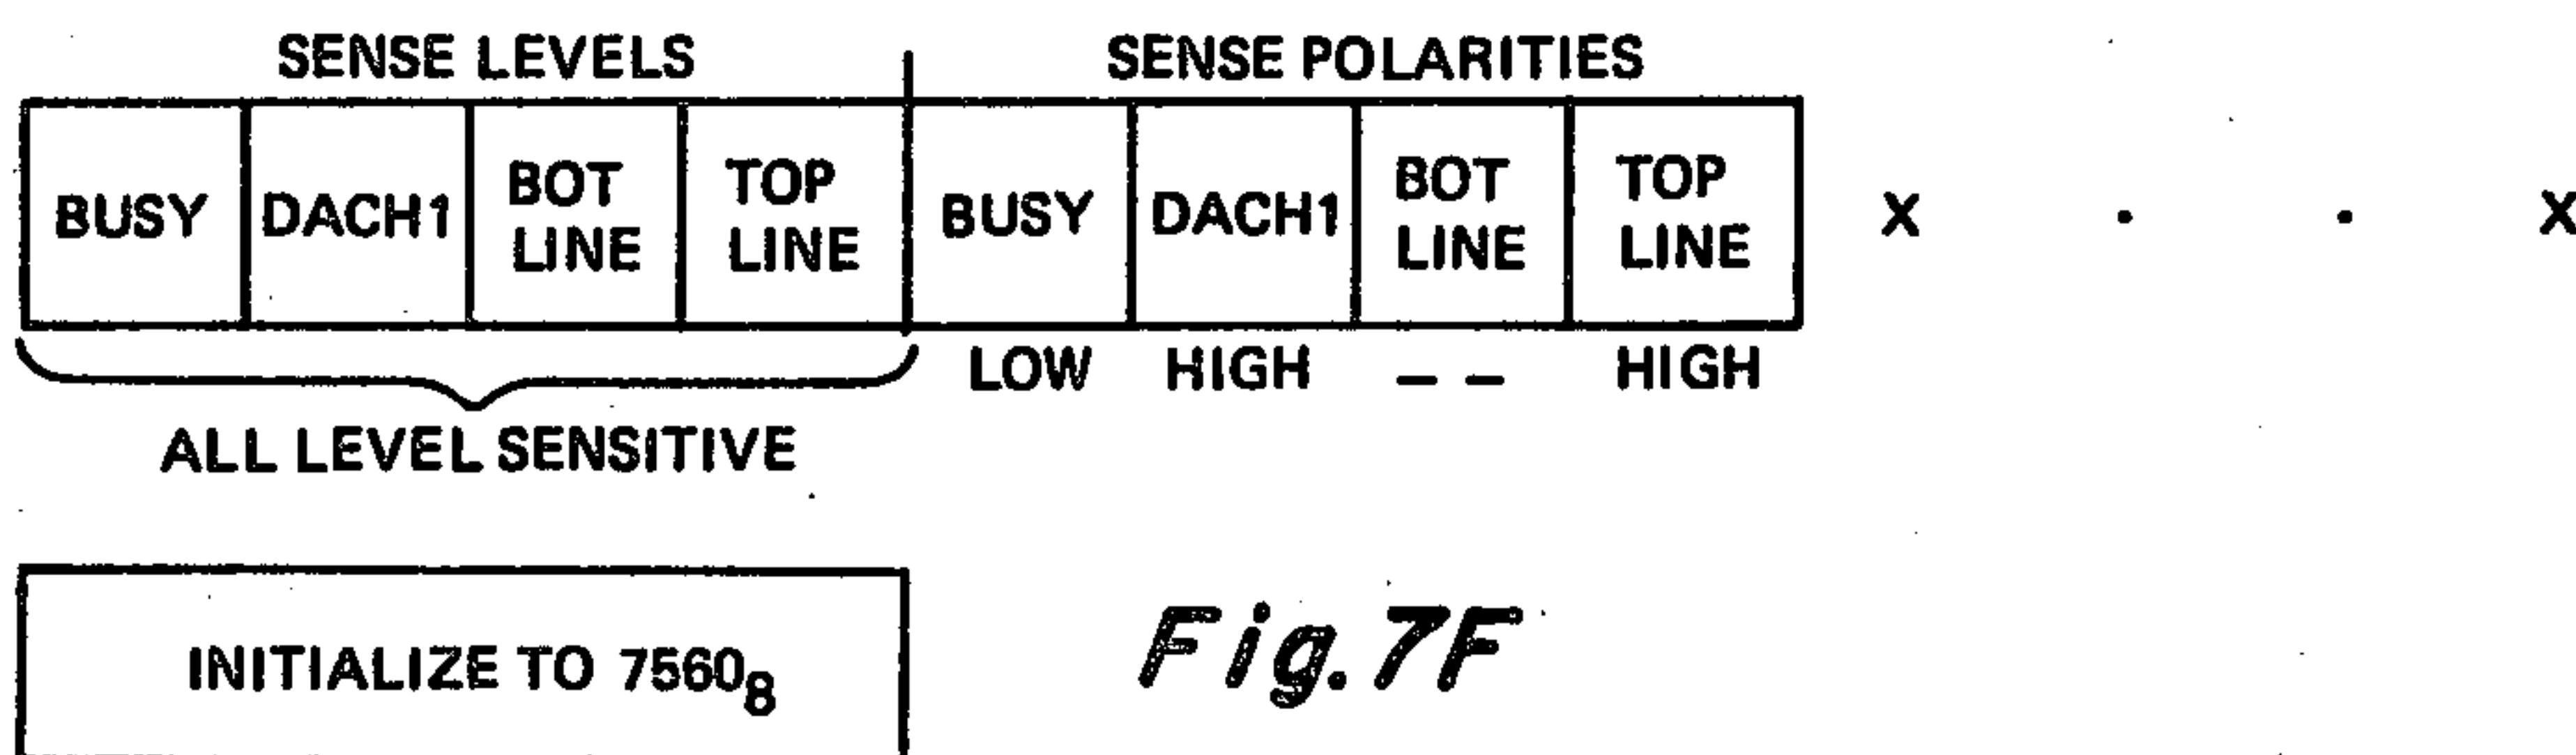 SENSE LEVELS SENSE POLARITIES
BUSY DACH1 BOT LINE TOP LINE BUSY DACH1 BOT LINE TOP LINE X . . X
LOW HIGH – – HIGH
ALL LEVEL SENSITIVE
INITIALIZE TO 7560₈
Fig. 7F